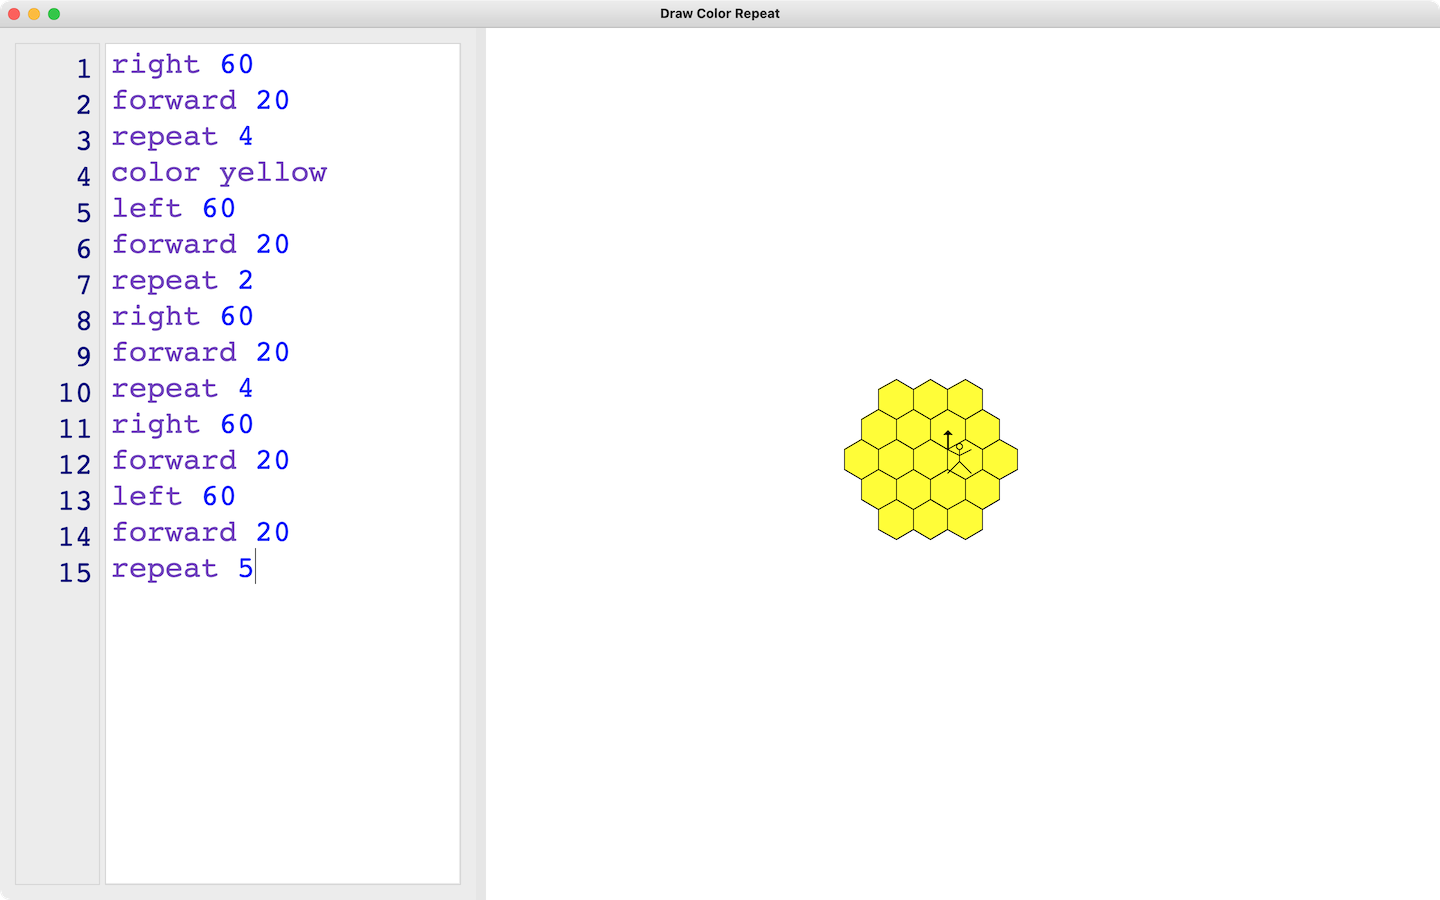 Draw Color Repeat
1 right 60
2 forward 20
3 repeat 4
4 color yellow
5 left 60
6 forward 20
7 repeat 2
8 right 60
9 forward 20
10 repeat 4
11 right 60
12 forward 20
13 left 60
14 forward 20
15 repeat 5